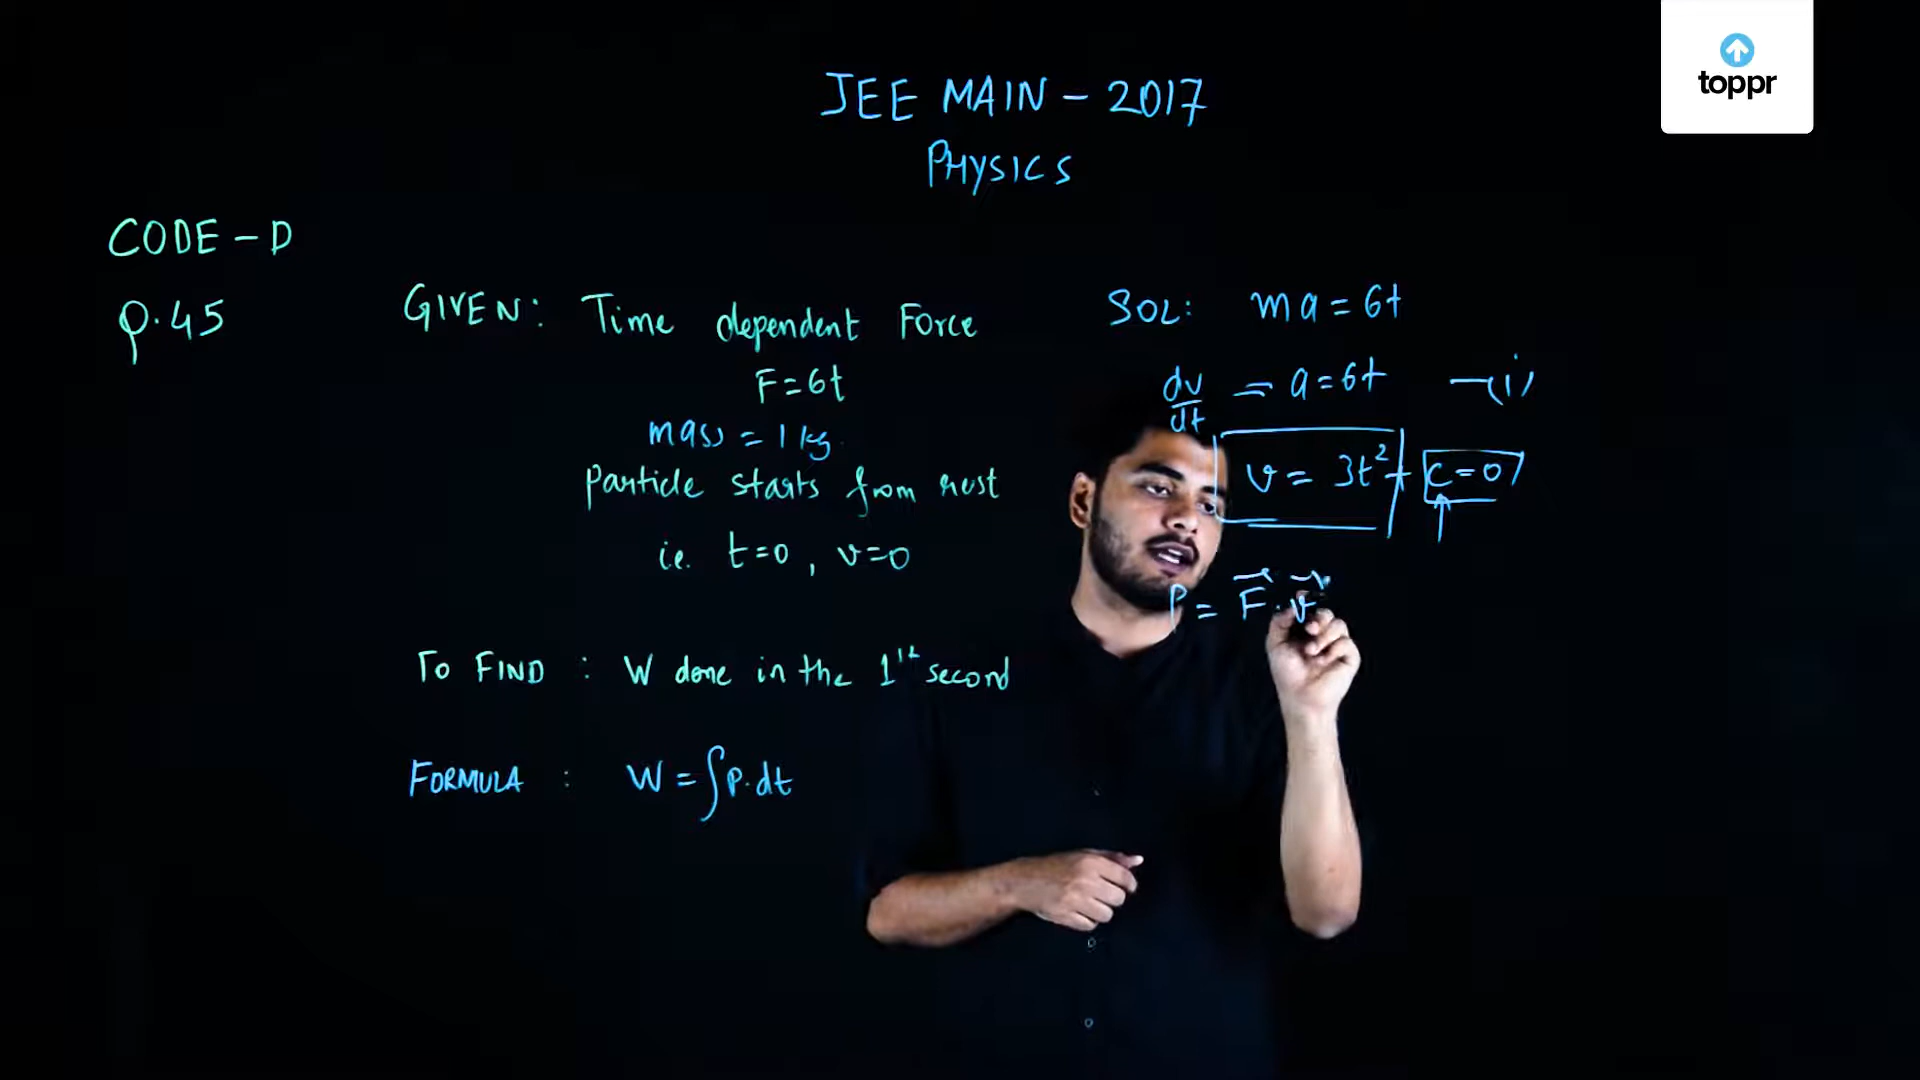 toppr
JEE MAIN - 2017
PHYSICS
CODE - D
Q.45
GIVEN: Time dependent Force
F = 6t
mass = 1 kg.
Particle starts from rest
i.e. t=0, v=0
TO FIND : W done in the 1st second
FORMULA : W = ∫P.dt
SOL: ma = 6t
dv/dt = a = 6t —(i)
v = 3t² + c=0
P = F⃗ . v⃗